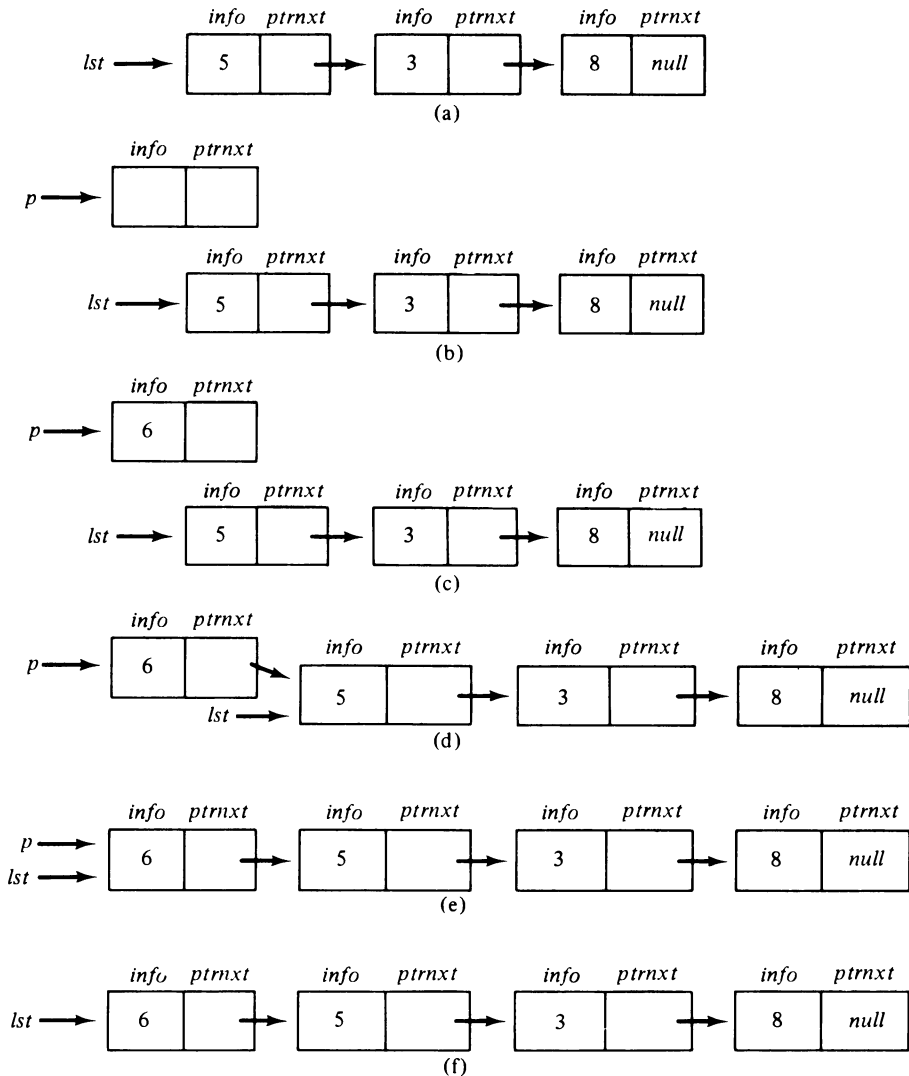 info ptrnxt info ptrnxt info ptrnxt
lst 5 3 8 null
(a)
info ptrnxt
p
info ptrnxt info ptrnxt info ptrnxt
lst 5 3 8 null
(b)
info ptrnxt
p 6
info ptrnxt info ptrnxt info ptrnxt
lst 5 3 8 null
(c)
info ptrnxt
p 6
info ptrnxt info ptrnxt info ptrnxt
5 3 8 null
lst
(d)
info ptrnxt info ptrnxt info ptrnxt info ptrnxt
p
6 5 3 8 null
lst
(e)
info ptrnxt info ptrnxt info ptrnxt info ptrnxt
lst 6 5 3 8 null
(f)